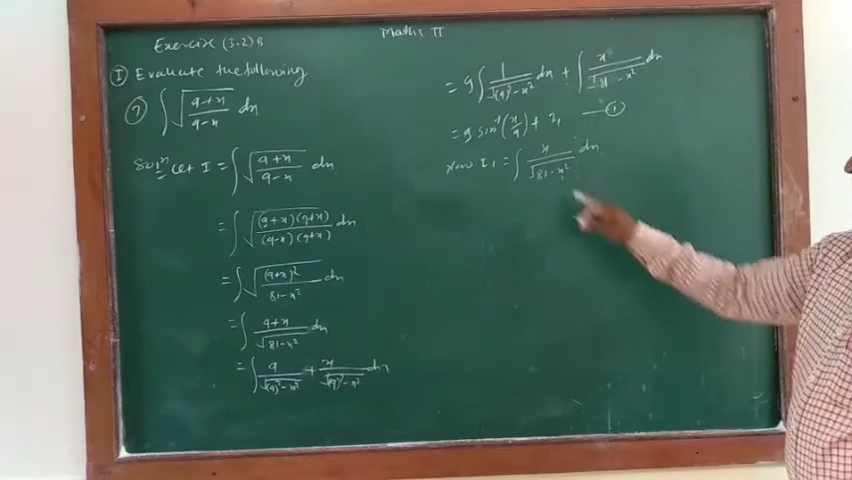 Exercise (3.2) B
Maths II
I Evaluate the following
7) ∫ √((9+x)/(9-x)) dx
Solⁿ Let I = ∫ √((9+x)/(9-x)) dx
= ∫ √(((9+x)(9+x))/((9-x)(9+x))) dx
= ∫ √((9+x)²/(81-x²)) dx
= ∫ (9+x)/√(81-x²) dx
= ∫ 9/√((9)²-x²) + x/√((9)²-x²) dx
= 9 ∫ 1/√((9)²-x²) dx + ∫ x/√(81-x²) dx
= 9 sin⁻¹(x/9) + I₁ —— ①
Now I₁ = ∫ x/√(81-x²) dx